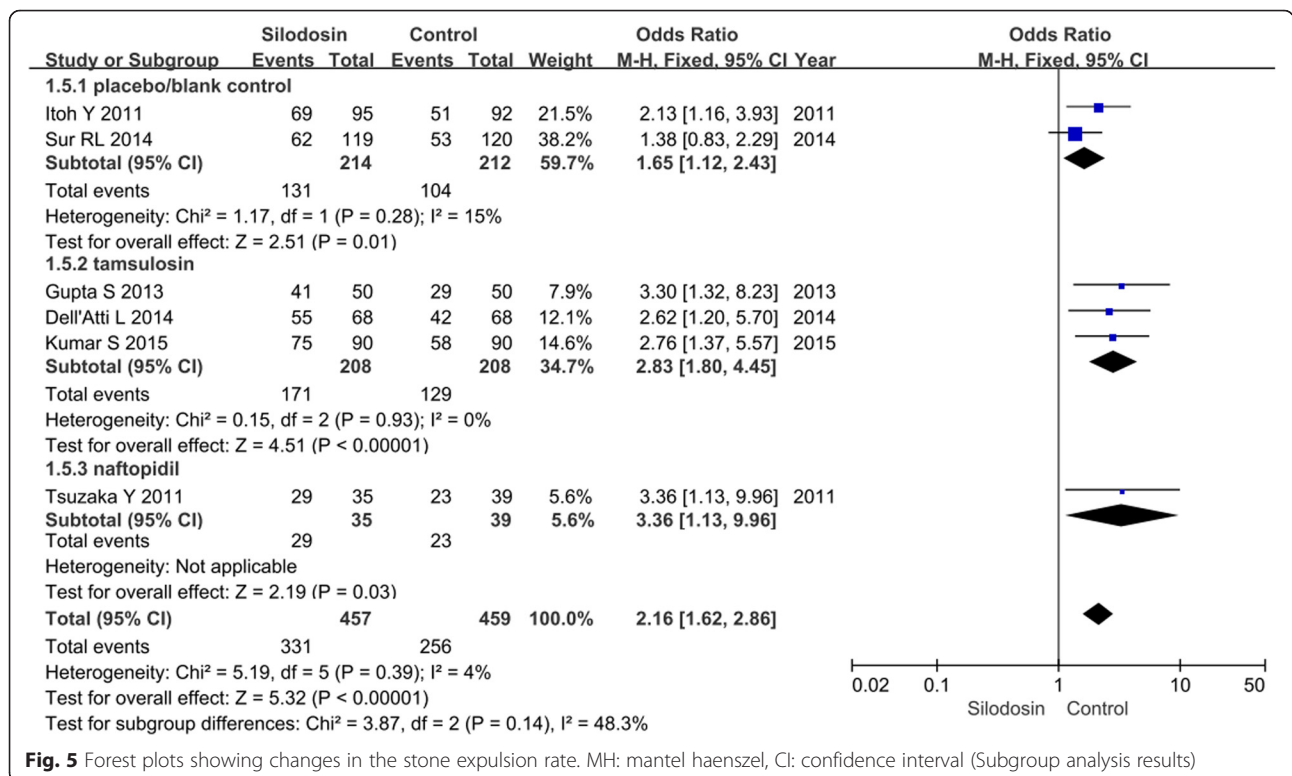 Silodosin Control Odds Ratio Odds Ratio
Study or Subgroup Events Total Events Total Weight M-H, Fixed, 95% CI Year M-H, Fixed, 95% CI
1.5.1 placebo/blank control
Itoh Y 2011 69 95 51 92 21.5% 2.13 [1.16, 3.93] 2011
Sur RL 2014 62 119 53 120 38.2% 1.38 [0.83, 2.29] 2014
Subtotal (95% CI) 214 212 59.7% 1.65 [1.12, 2.43]
Total events 131 104
Heterogeneity: Chi² = 1.17, df = 1 (P = 0.28); I² = 15%
Test for overall effect: Z = 2.51 (P = 0.01)
1.5.2 tamsulosin
Gupta S 2013 41 50 29 50 7.9% 3.30 [1.32, 8.23] 2013
Dell'Atti L 2014 55 68 42 68 12.1% 2.62 [1.20, 5.70] 2014
Kumar S 2015 75 90 58 90 14.6% 2.76 [1.37, 5.57] 2015
Subtotal (95% CI) 208 208 34.7% 2.83 [1.80, 4.45]
Total events 171 129
Heterogeneity: Chi² = 0.15, df = 2 (P = 0.93); I² = 0%
Test for overall effect: Z = 4.51 (P < 0.00001)
1.5.3 naftopidil
Tsuzaka Y 2011 29 35 23 39 5.6% 3.36 [1.13, 9.96] 2011
Subtotal (95% CI) 35 39 5.6% 3.36 [1.13, 9.96]
Total events 29 23
Heterogeneity: Not applicable
Test for overall effect: Z = 2.19 (P = 0.03)
Total (95% CI) 457 459 100.0% 2.16 [1.62, 2.86]
Total events 331 256
Heterogeneity: Chi² = 5.19, df = 5 (P = 0.39); I² = 4%
Test for overall effect: Z = 5.32 (P < 0.00001)
Test for subgroup differences: Chi² = 3.87, df = 2 (P = 0.14), I² = 48.3%
0.02 0.1 1 10 50
Silodosin Control
Fig. 5 Forest plots showing changes in the stone expulsion rate. MH: mantel haenszel, CI: confidence interval (Subgroup analysis results)